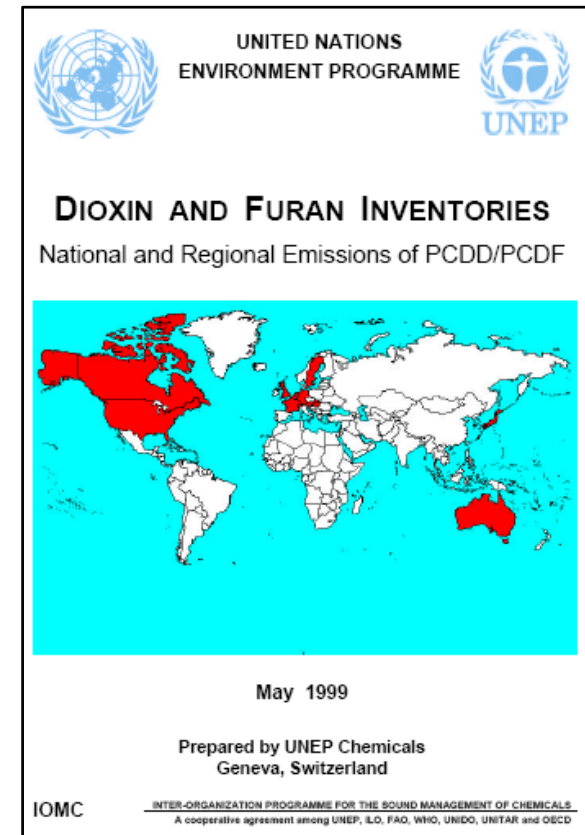 UNITED NATIONS
ENVIRONMENT PROGRAMME
UNEP
DIOXIN AND FURAN INVENTORIES
National and Regional Emissions of PCDD/PCDF
May 1999
Prepared by UNEP Chemicals
Geneva, Switzerland
IOMC
INTER-ORGANIZATION PROGRAMME FOR THE SOUND MANAGEMENT OF CHEMICALS
A cooperative agreement among UNEP, ILO, FAO, WHO, UNIDO, UNITAR and OECD